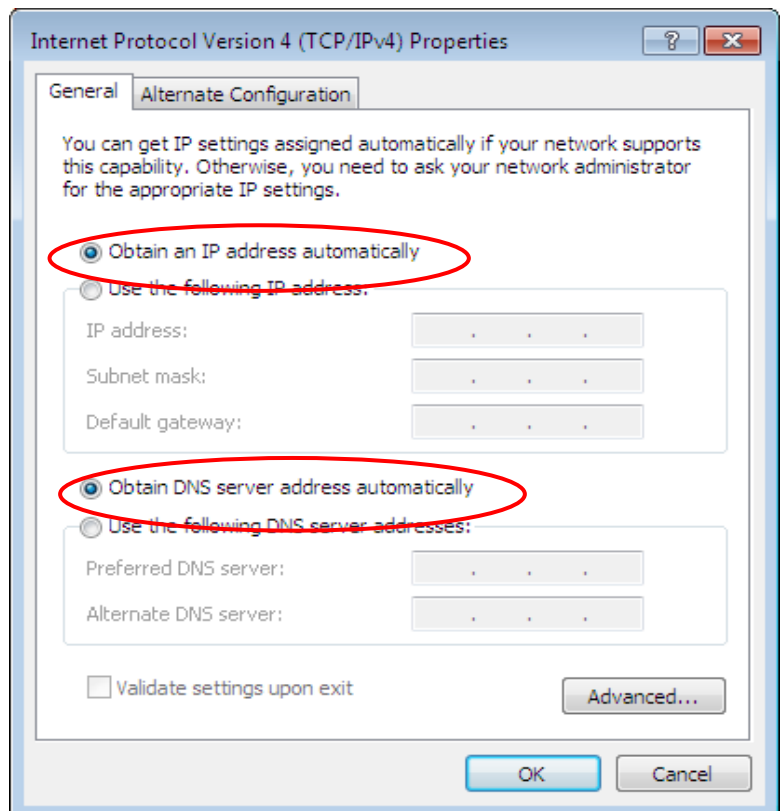 Internet Protocol Version 4 (TCP/IPv4) Properties
General
Alternate Configuration
You can get IP settings assigned automatically if your network supports
this capability. Otherwise, you need to ask your network administrator
for the appropriate IP settings.
Obtain an IP address automatically
Use the following IP address:
IP address:
Subnet mask:
Default gateway:
Obtain DNS server address automatically
Use the following DNS server addresses:
Preferred DNS server:
Alternate DNS server:
Validate settings upon exit
Advanced...
OK
Cancel